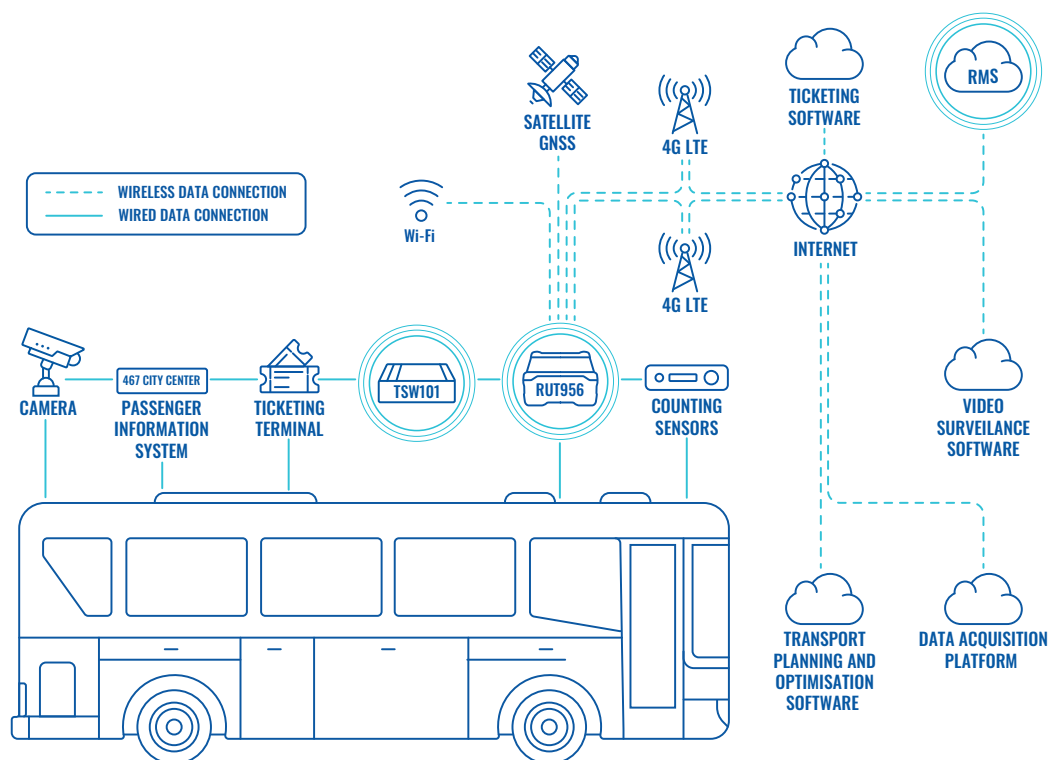 RMS
TICKETING
SOFTWARE
SATELLITE
GNSS
4G LTE
WIRELESS DATA CONNECTION
WIRED DATA CONNECTION
Wi-Fi
INTERNET
4G LTE
467 CITY CENTER
TSW101
RUT956
CAMERA
PASSENGER
INFORMATION
SYSTEM
TICKETING
TERMINAL
COUNTING
SENSORS
VIDEO
SURVEILANCE
SOFTWARE
TRANSPORT
PLANNING AND
OPTIMISATION
SOFTWARE
DATA ACQUISITION
PLATFORM